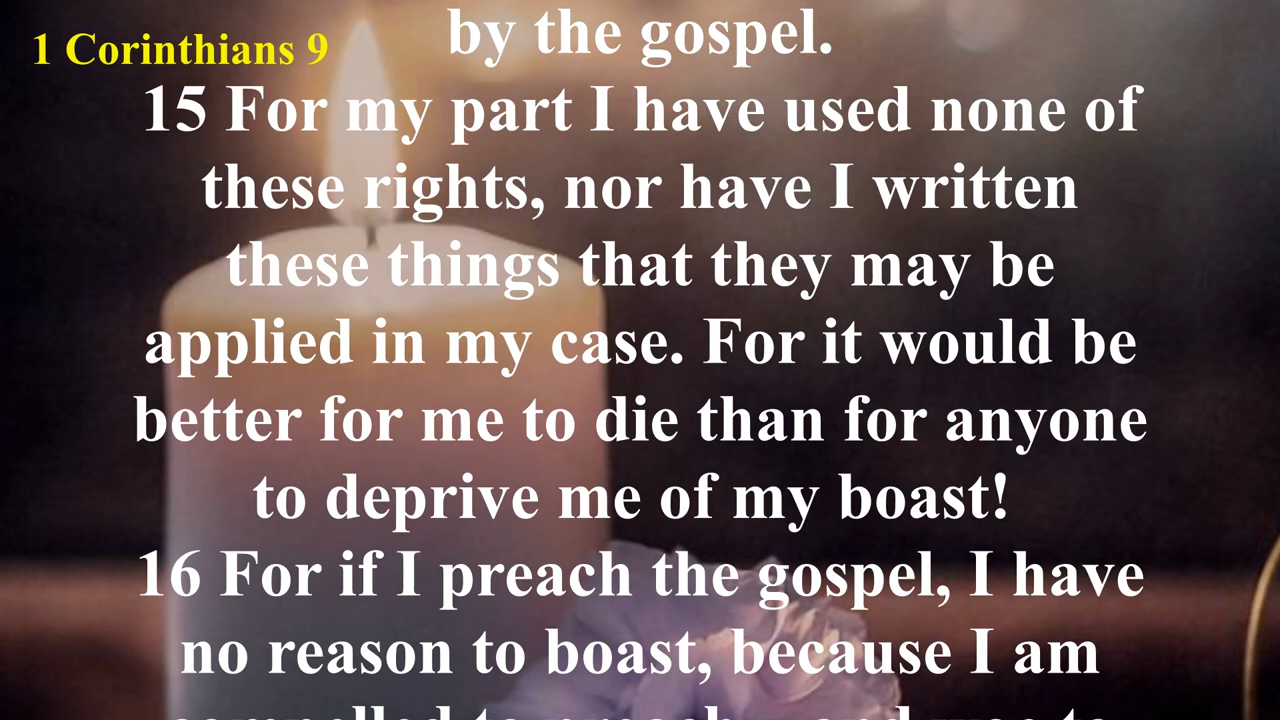 1 Corinthians 9
by the gospel.
15 For my part I have used none of
these rights, nor have I written
these things that they may be
applied in my case. For it would be
better for me to die than for anyone
to deprive me of my boast!
16 For if I preach the gospel, I have
no reason to boast, because I am